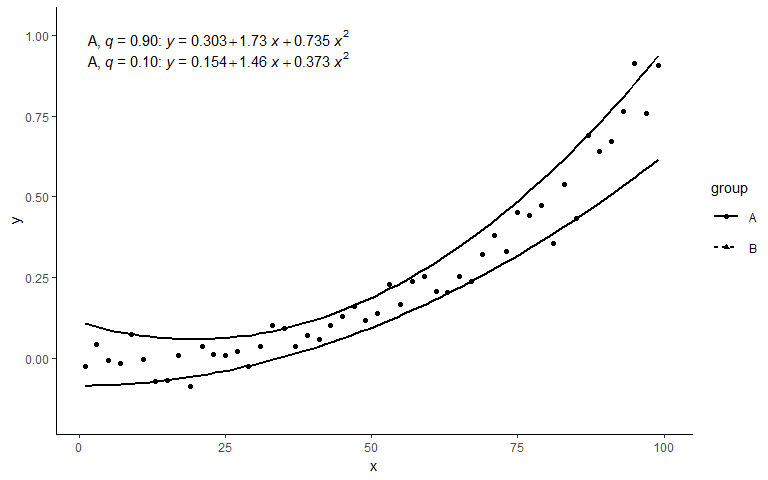 A, q = 0.90: y = 0.303+1.73 x+0.735 x²
A, q = 0.10: y = 0.154+1.46 x+0.373 x²
1.00
0.75
0.50
0.25
0.00
y
0 25 50 75 100
x
group
A
B